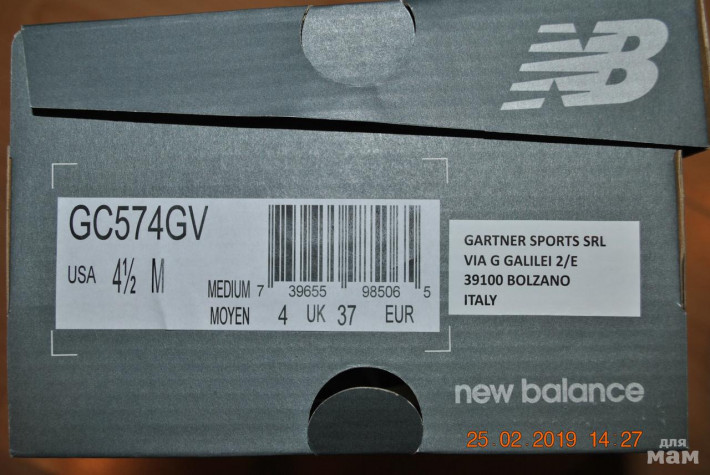 NB
GC574GV
USA 4½ M
MEDIUM 7 39655 98506 5
MOYEN 4 UK 37 EUR
GARTNER SPORTS SRL
VIA G GALILEI 2/E
39100 BOLZANO
ITALY
new balance
25 02 2019 14:27
для
мам